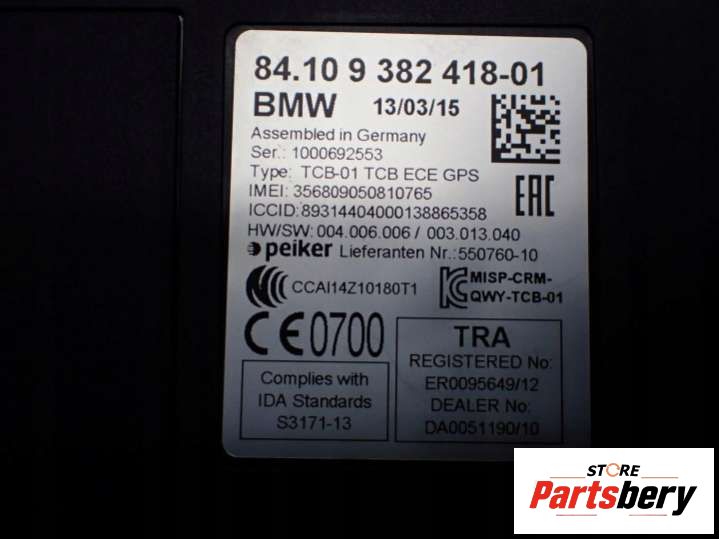 84.10 9 382 418-01
BMW 13/03/15
Assembled in Germany
Ser.: 1000692553
Type: TCB-01 TCB ECE GPS
IMEI: 356809050810765
ICCID:89314404000138865358
HW/SW: 004.006.006 / 003.013.040
peiker Lieferanten Nr.:550760-10
EAC
CCAI14Z10180T1
MISP-CRM-
QWY-TCB-01
CE0700
Complies with
IDA Standards
S3171-13
TRA
REGISTERED No:
ER0095649/12
DEALER No:
DA0051190/10
STORE
Partsbery